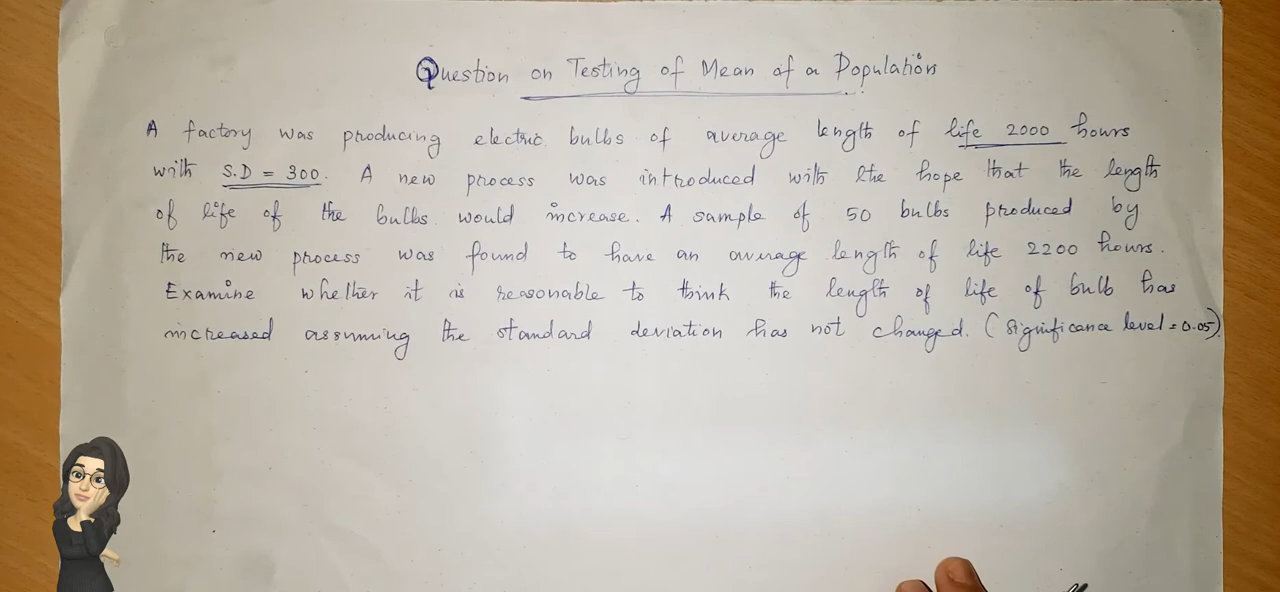 Question on Testing of Mean of a Population
A factory was producing electric bulbs of average length of life 2000 hours
with S.D = 300. A new process was introduced with the hope that the length
of life of the bulbs would increase. A sample of 50 bulbs produced by
the new process was found to have an average length of life 2200 hours.
Examine whether it is reasonable to think the length of life of bulb has
increased assuming the standard deviation has not changed. (Significance level = 0.05)